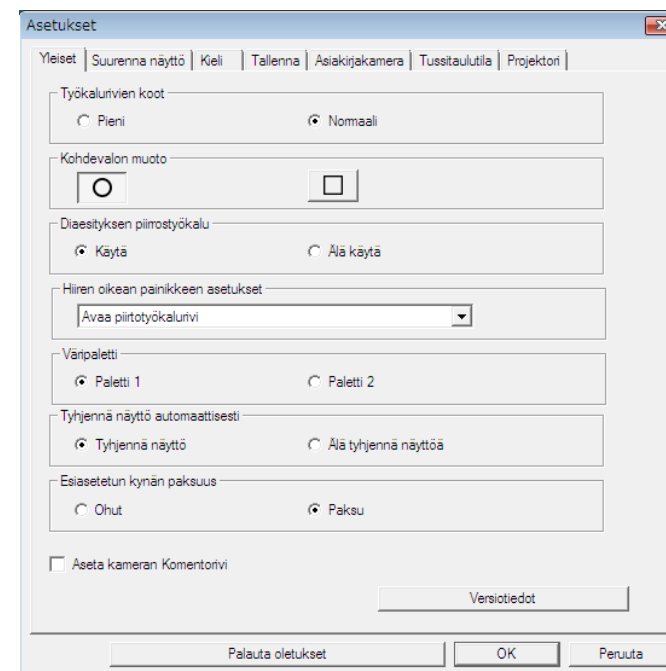 Asetukset
Yleiset Suurenna näyttö Kieli Tallenna Asiakirjakamera Tussitaulutila Projektori
Työkalurivien koot
Pieni Normaali
Kohdevalon muoto
Diaesityksen piirrostyökalu
Käytä Älä käytä
Hiiren oikean painikkeen asetukset
Avaa piirtotyökalurivi
Väripaletti
Paletti 1 Paletti 2
Tyhjennä näyttö automaattisesti
Tyhjennä näyttö Älä tyhjennä näyttöä
Esiasetetun kynän paksuus
Ohut Paksu
Aseta kameran Komentorivi
Versiotiedot
Palauta oletukset OK Peruuta